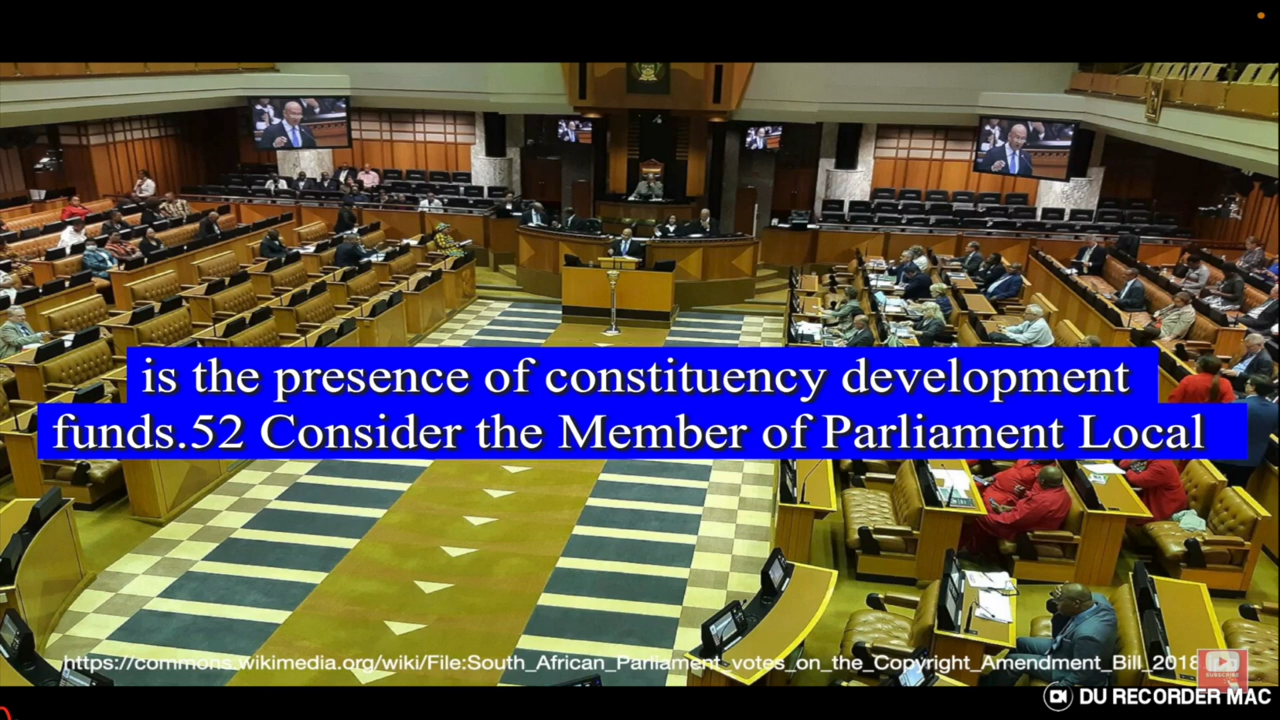 is the presence of constituency development
funds.52 Consider the Member of Parliament Local
https://commons.wikimedia.org/wiki/File:South_African_Parliament_votes_on_the_Copyright_Amendment_Bill_2018
SUBSCRIBE
DU RECORDER MAC